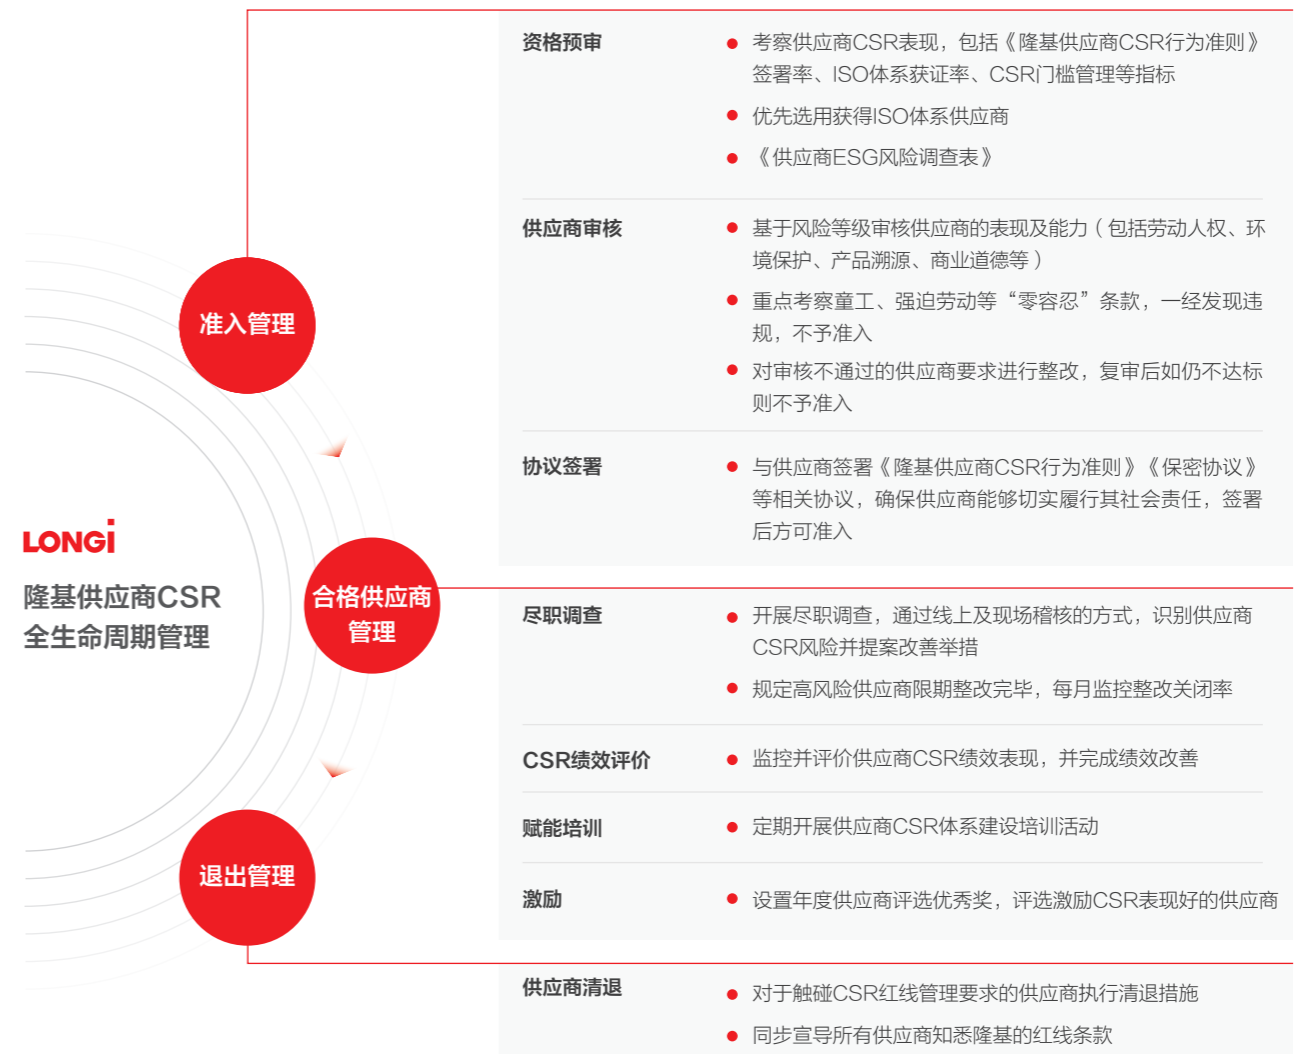 LONGi
隆基供应商CSR
全生命周期管理
准入管理
资格预审
考察供应商CSR表现，包括《隆基供应商CSR行为准则》
签署率、ISO体系获证率、CSR门槛管理等指标
优先选用获得ISO体系供应商
《供应商ESG风险调查表》
供应商审核
基于风险等级审核供应商的表现及能力（包括劳动人权、环
境保护、产品溯源、商业道德等）
重点考察童工、强迫劳动等“零容忍”条款，一经发现违
规，不予准入
对审核不通过的供应商要求进行整改，复审后如仍不达标
则不予准入
协议签署
与供应商签署《隆基供应商CSR行为准则》《保密协议》
等相关协议，确保供应商能够切实履行其社会责任，签署
后方可准入
合格供应商
管理
尽职调查
开展尽职调查，通过线上及现场稽核的方式，识别供应商
CSR风险并提案改善举措
规定高风险供应商限期整改完毕，每月监控整改关闭率
CSR绩效评价
监控并评价供应商CSR绩效表现，并完成绩效改善
赋能培训
定期开展供应商CSR体系建设培训活动
激励
设置年度供应商评选优秀奖，评选激励CSR表现好的供应商
退出管理
供应商清退
对于触碰CSR红线管理要求的供应商执行清退措施
同步宣导所有供应商知悉隆基的红线条款